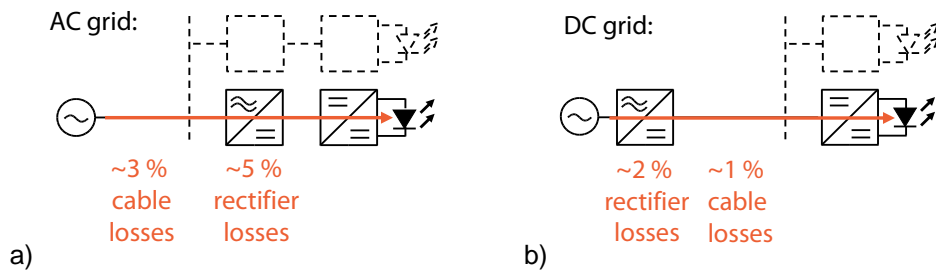 AC grid:
~3 %
cable
losses
~5 %
rectifier
losses
a)
DC grid:
~2 %
rectifier
losses
~1 %
cable
losses
b)